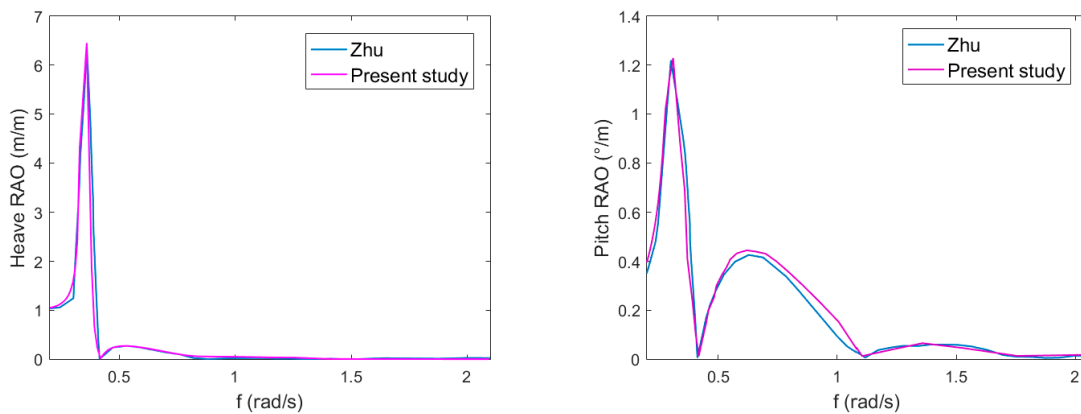 Heave RAO (m/m)
7
6
5
4
3
2
1
0
Zhu
Present study
0.5 1 1.5 2
f (rad/s)
Pitch RAO (°/m)
1.4
1.2
1
0.8
0.6
0.4
0.2
0
Zhu
Present study
0.5 1 1.5 2
f (rad/s)